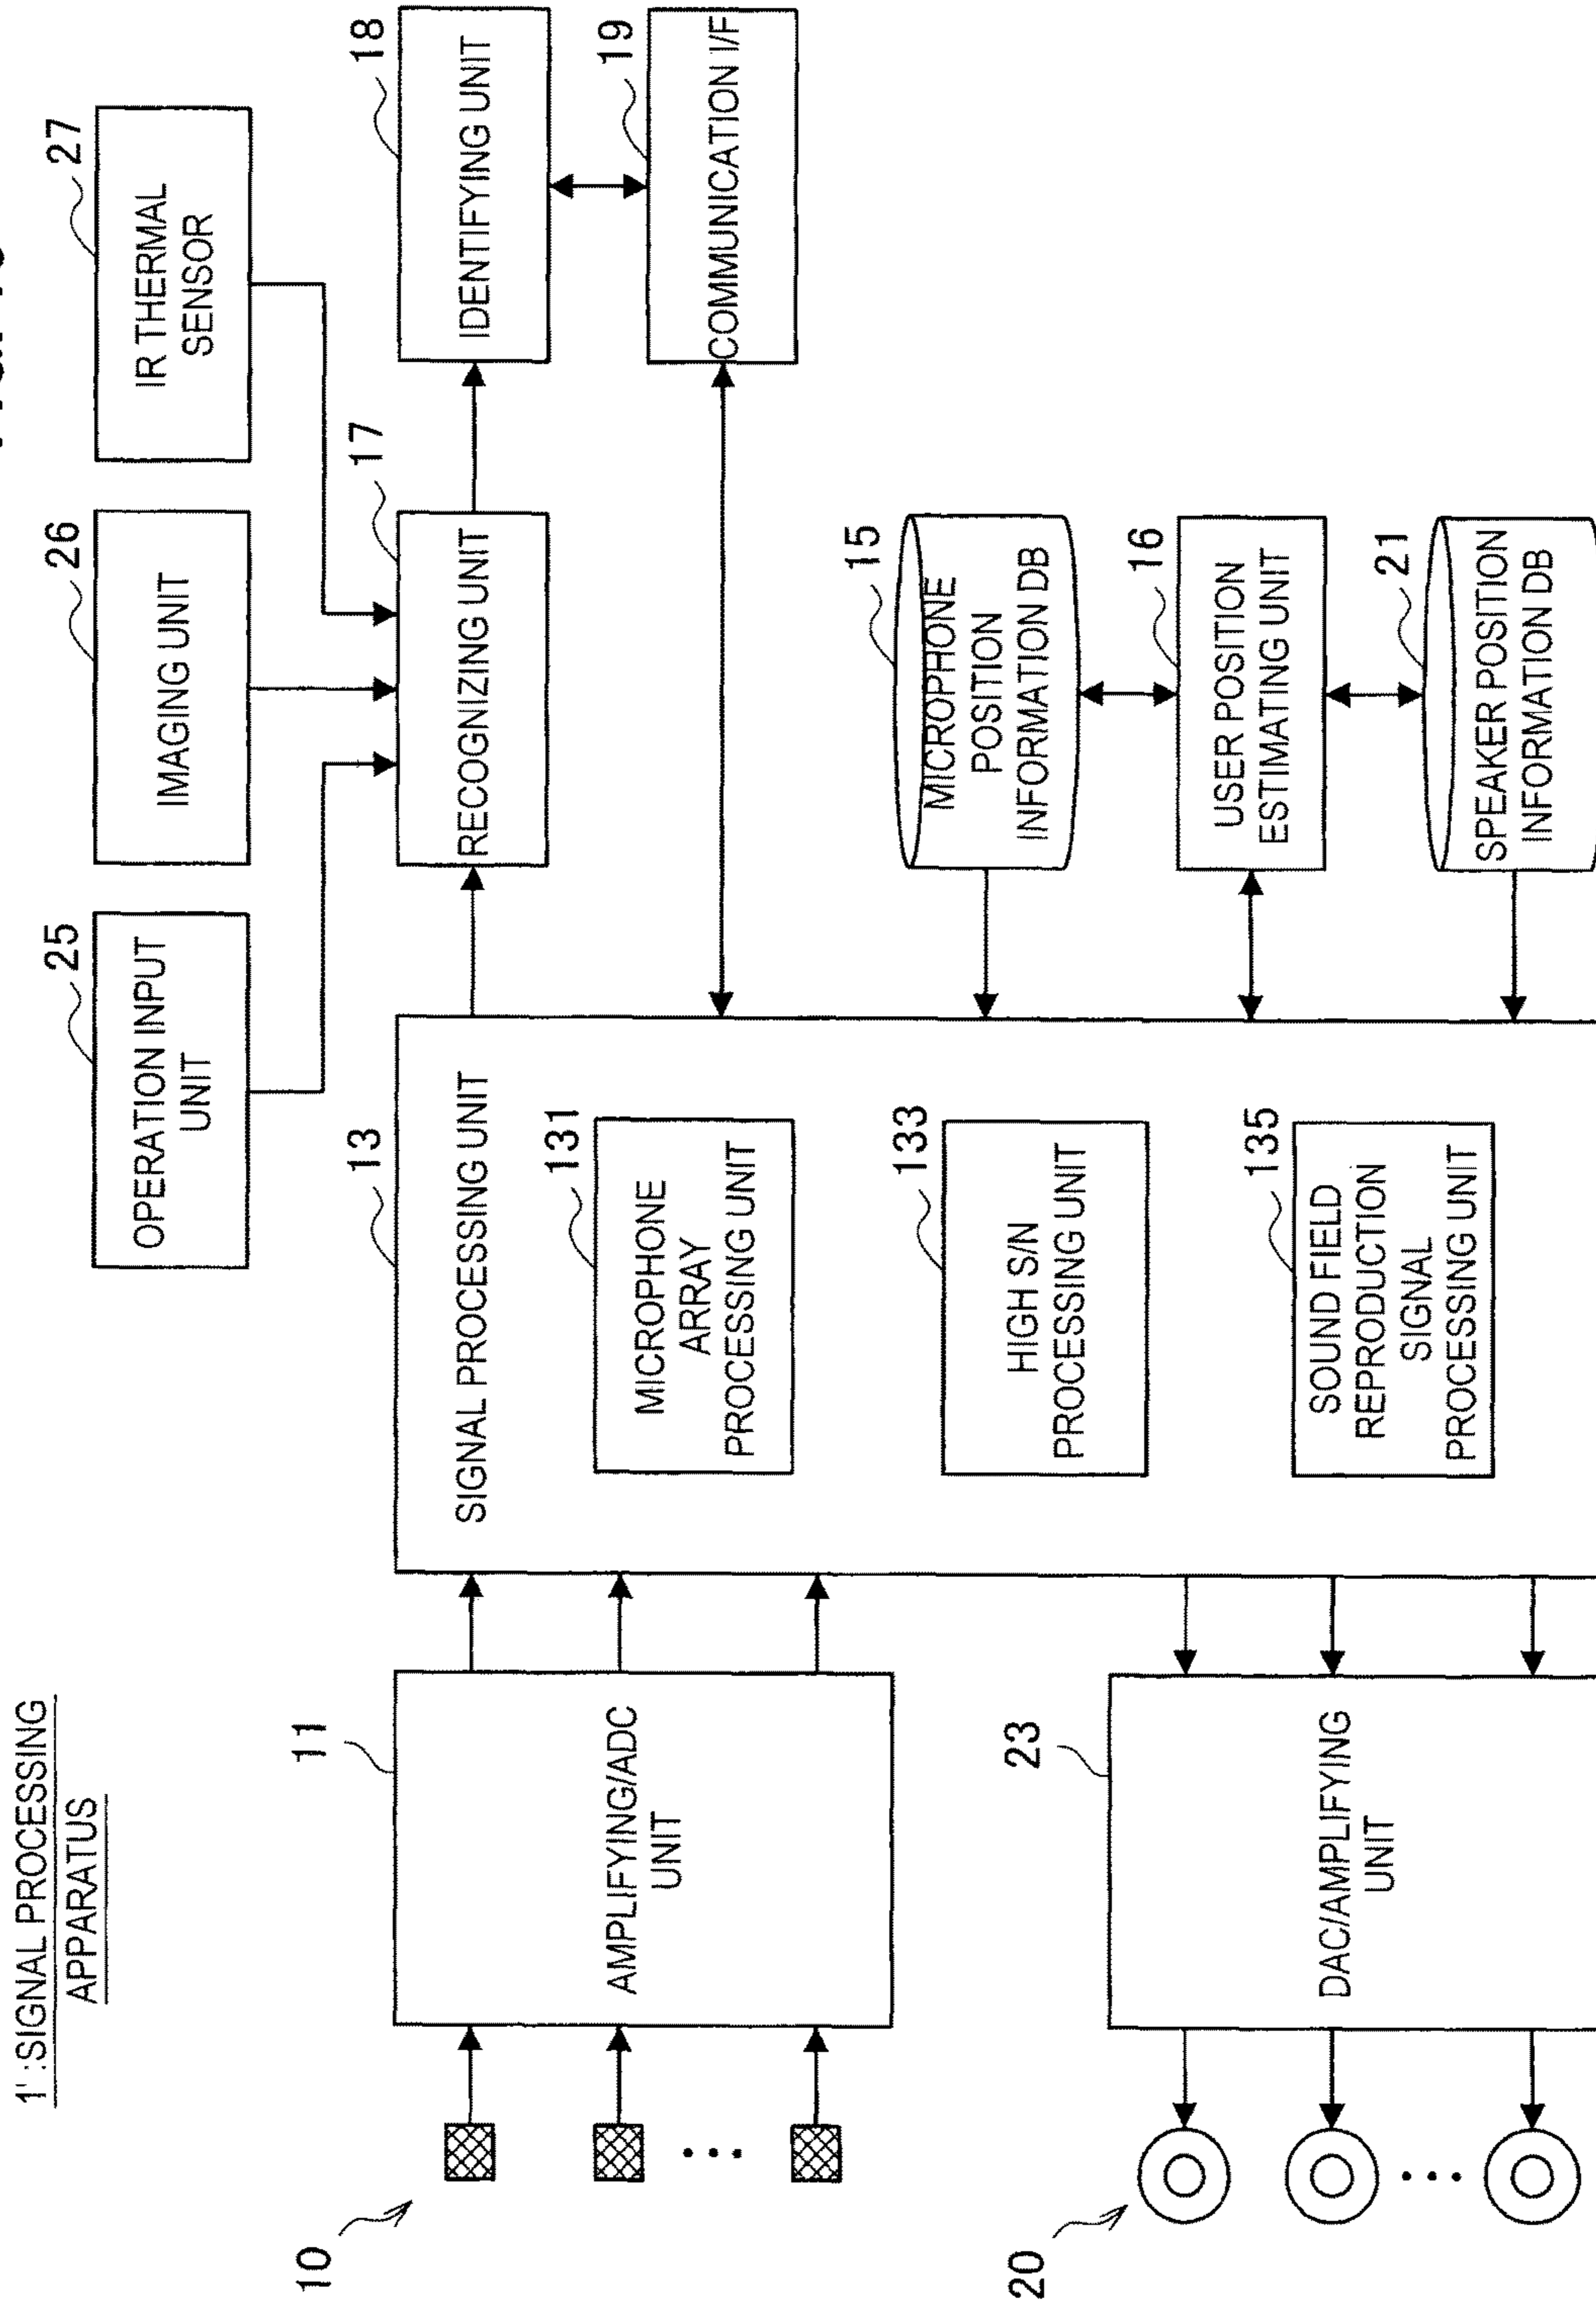 1':SIGNAL PROCESSING
APPARATUS
25
OPERATION INPUT
UNIT
26
IMAGING UNIT
27
IR THERMAL
SENSOR
10
11
AMPLIFYING/ADC
UNIT
13
SIGNAL PROCESSING UNIT
131
MICROPHONE
ARRAY
PROCESSING UNIT
133
HIGH S/N
PROCESSING UNIT
135
SOUND FIELD
REPRODUCTION
SIGNAL
PROCESSING UNIT
17
RECOGNIZING UNIT
18
IDENTIFYING UNIT
19
COMMUNICATION I/F
15
MICROPHONE
POSITION
INFORMATION DB
16
USER POSITION
ESTIMATING UNIT
21
SPEAKER POSITION
INFORMATION DB
20
23
DAC/AMPLIFYING
UNIT